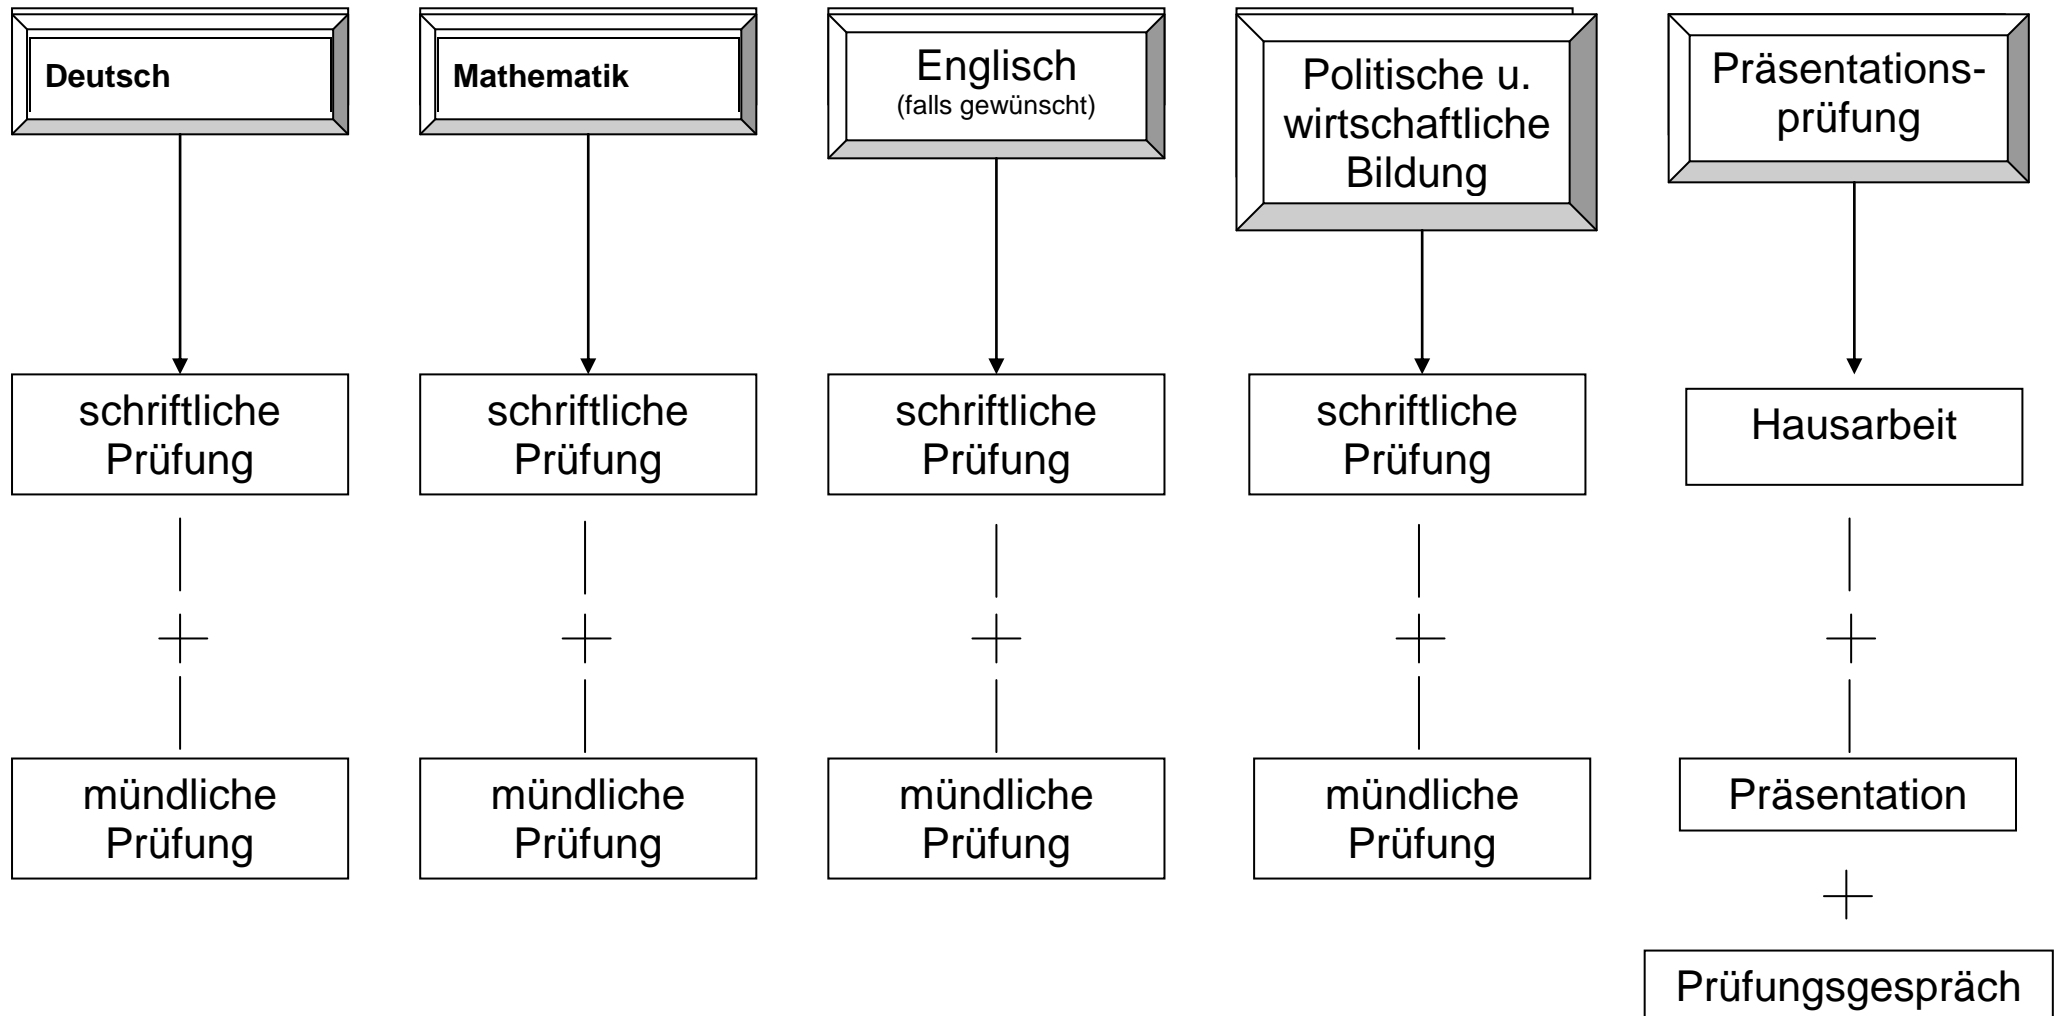 Deutsch
Mathematik
Englisch
(falls gewünscht)
Politische u.
wirtschaftliche
Bildung
Präsentations-
prüfung
schriftliche
Prüfung
schriftliche
Prüfung
schriftliche
Prüfung
schriftliche
Prüfung
Hausarbeit
mündliche
Prüfung
mündliche
Prüfung
mündliche
Prüfung
mündliche
Prüfung
Präsentation
Prüfungsgespräch